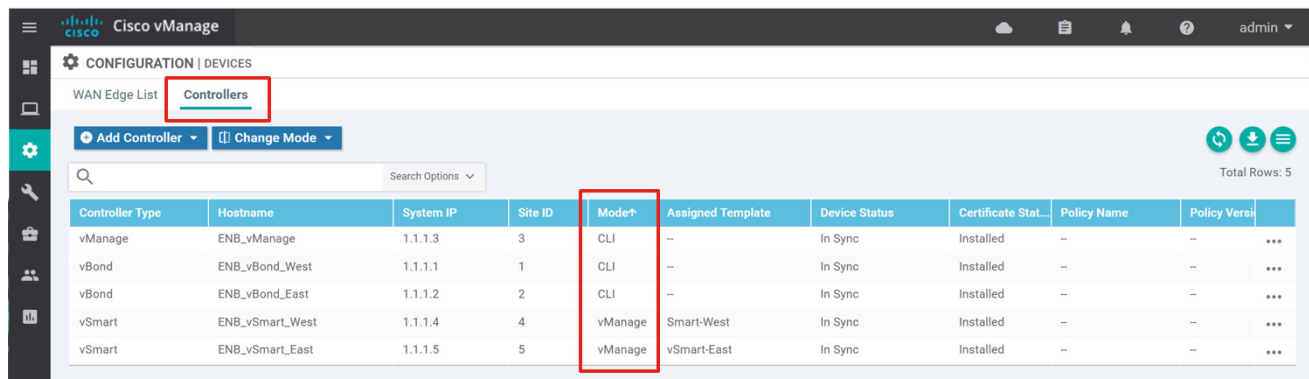 cisco Cisco vManage admin
CONFIGURATION | DEVICES
WAN Edge List Controllers
Add Controller Change Mode
Search Options Total Rows: 5
Controller Type Hostname System IP Site ID Mode↑ Assigned Template Device Status Certificate Stat... Policy Name Policy Versi
vManage ENB_vManage 1.1.1.3 3 CLI -- In Sync Installed -- -- •••
vBond ENB_vBond_West 1.1.1.1 1 CLI -- In Sync Installed -- -- •••
vBond ENB_vBond_East 1.1.1.2 2 CLI -- In Sync Installed -- -- •••
vSmart ENB_vSmart_West 1.1.1.4 4 vManage Smart-West In Sync Installed -- -- •••
vSmart ENB_vSmart_East 1.1.1.5 5 vManage vSmart-East In Sync Installed -- -- •••